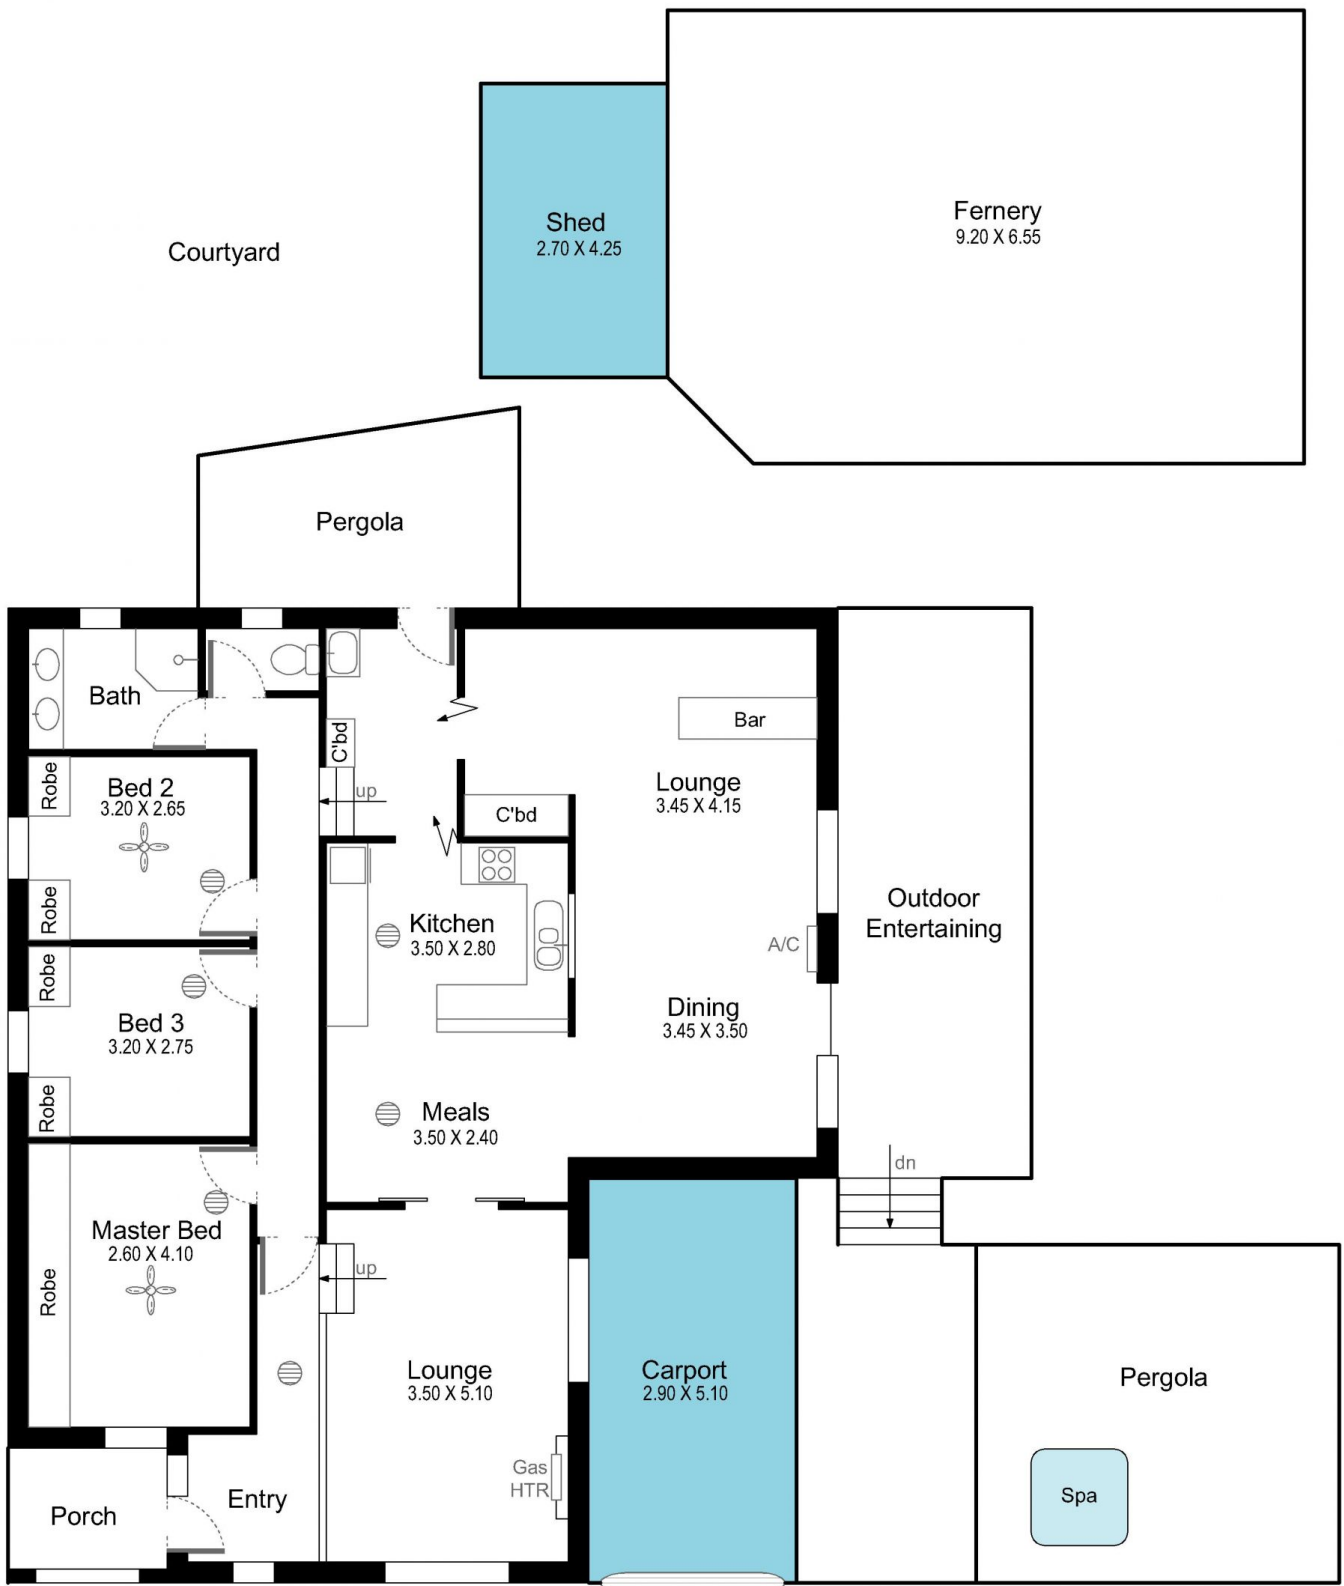 Fernery
9.20 X 6.55
Shed
2.70 X 4.25
Courtyard
Pergola
Bath
C'bd
Bar
Robe
Bed 2
3.20 X 2.65
up
Lounge
3.45 X 4.15
C'bd
Robe
Kitchen
3.50 X 2.80
Outdoor
Entertaining
A/C
Robe
Bed 3
3.20 X 2.75
Dining
3.45 X 3.50
Robe
Meals
3.50 X 2.40
dn
Master Bed
2.60 X 4.10
Robe
up
Lounge
3.50 X 5.10
Carport
2.90 X 5.10
Pergola
Gas
HTR
Spa
Entry
Porch